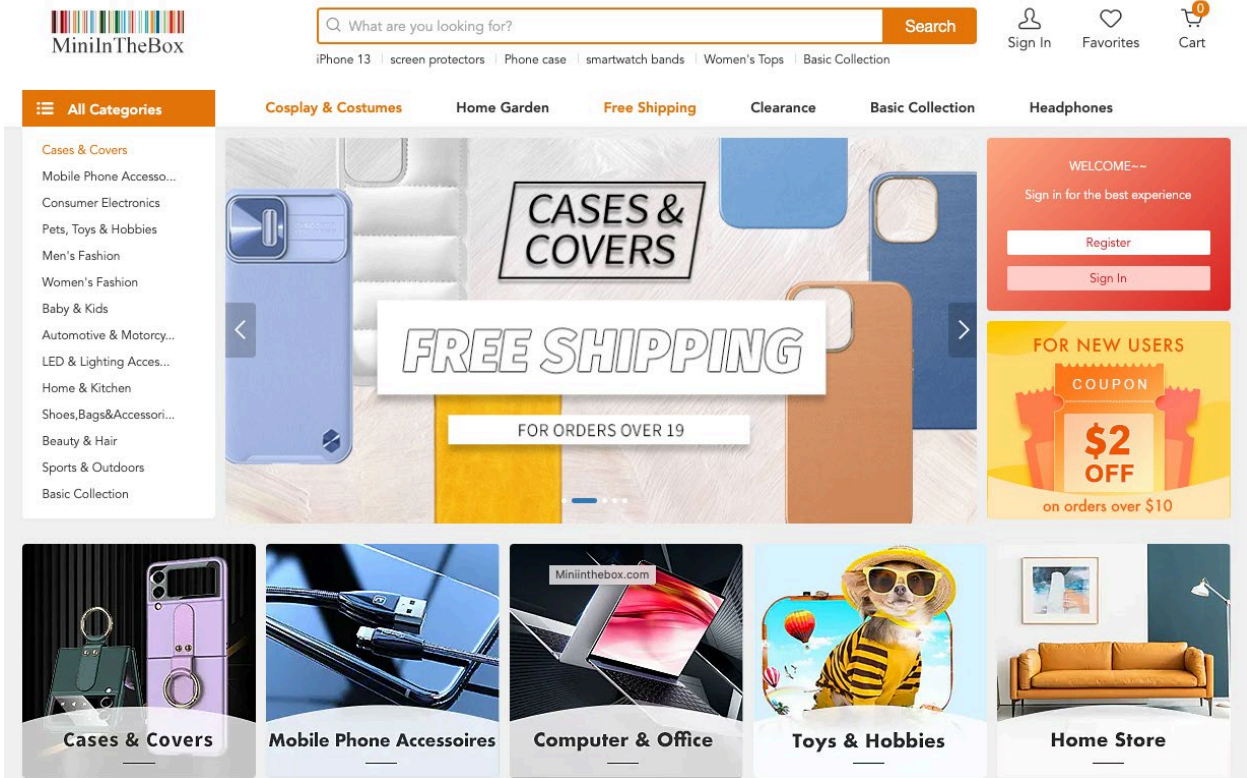 MiniInTheBox
What are you looking for?
Search
0
Sign In
Favorites
Cart
iPhone 13
screen protectors
Phone case
smartwatch bands
Women's Tops
Basic Collection
All Categories
Cosplay & Costumes
Home Garden
Free Shipping
Clearance
Basic Collection
Headphones
Cases & Covers
Mobile Phone Accesso...
Consumer Electronics
Pets, Toys & Hobbies
Men's Fashion
Women's Fashion
Baby & Kids
Automotive & Motorcy...
LED & Lighting Acces...
Home & Kitchen
Shoes,Bags&Accessori...
Beauty & Hair
Sports & Outdoors
Basic Collection
CASES &
COVERS
FREE SHIPPING
FOR ORDERS OVER 19
WELCOME~~
Sign in for the best experience
Register
Sign In
FOR NEW USERS
COUPON
$2
OFF
on orders over $10
Miniinthebox.com
Cases & Covers
Mobile Phone Accessoires
Computer & Office
Toys & Hobbies
Home Store